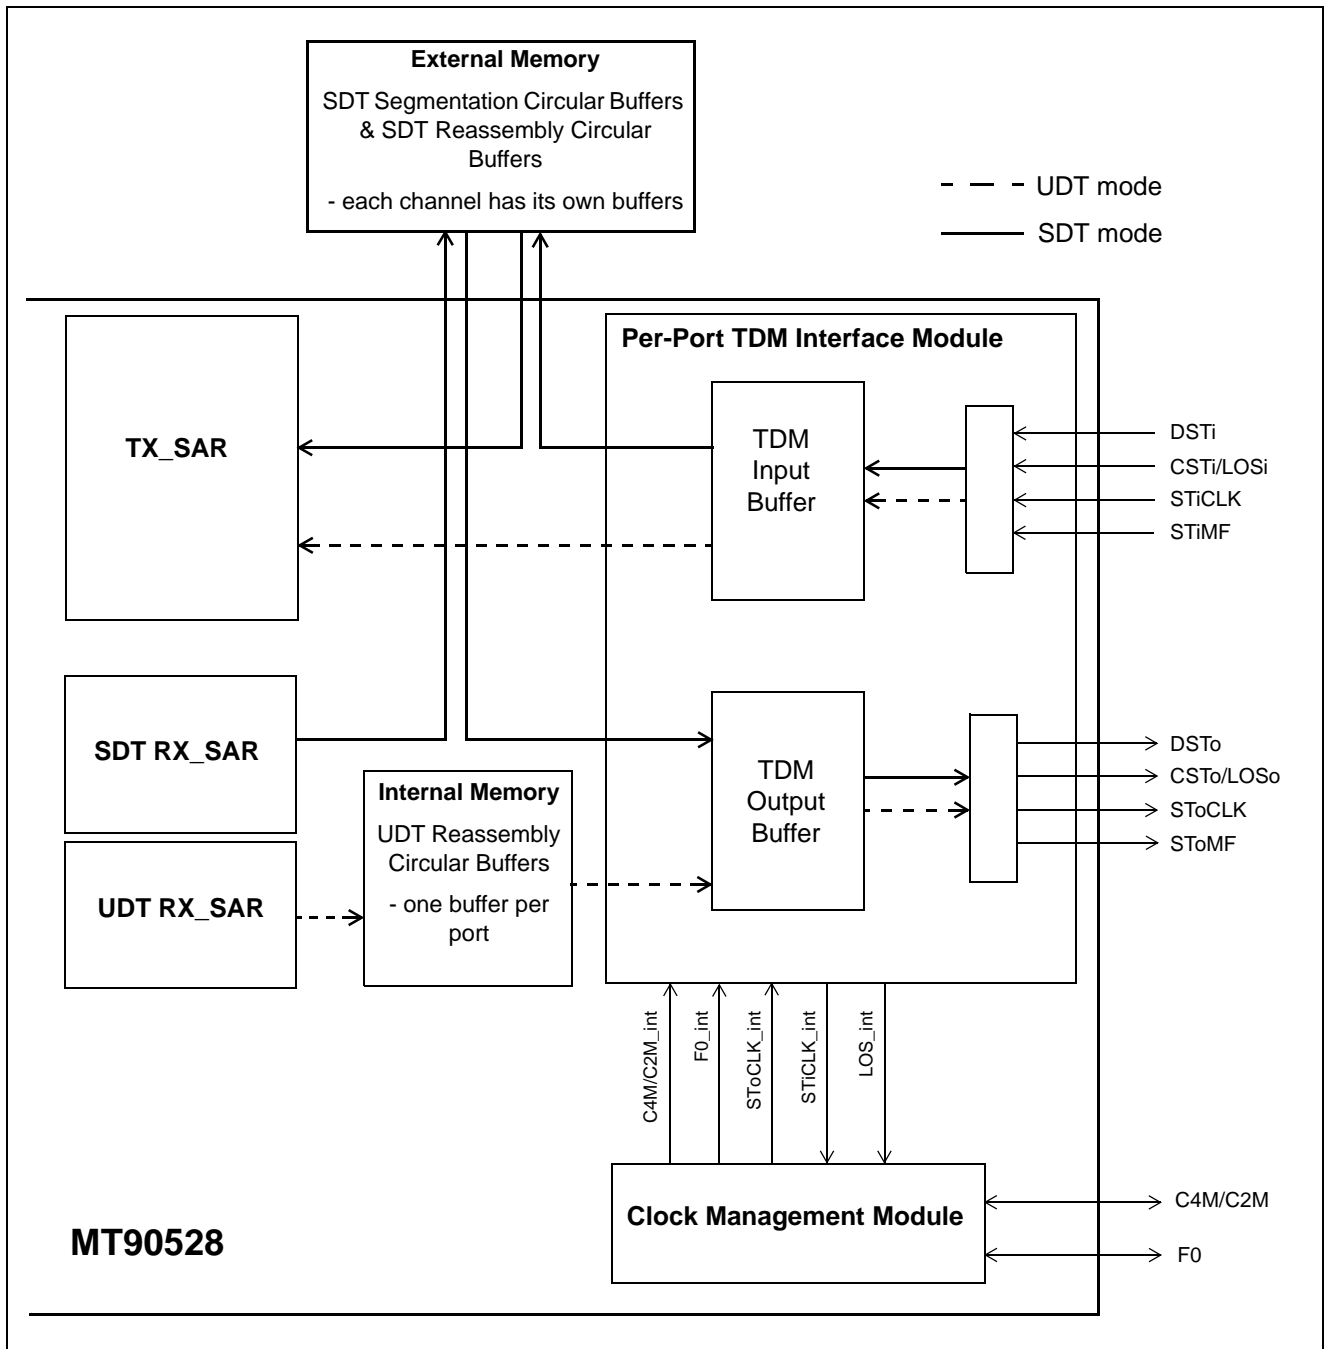 External Memory
SDT Segmentation Circular Buffers
& SDT Reassembly Circular
Buffers
- each channel has its own buffers
UDT mode
SDT mode
Per-Port TDM Interface Module
TX_SAR
TDM
Input
Buffer
DSTi
CSTi/LOSi
STiCLK
STiMF
SDT RX_SAR
UDT RX_SAR
Internal Memory
UDT Reassembly
Circular Buffers
- one buffer per
port
TDM
Output
Buffer
DSTo
CSTo/LOSo
SToCLK
SToMF
C4M/C2M_int
F0_int
SToCLK_int
STiCLK_int
LOS_int
Clock Management Module
C4M/C2M
F0
MT90528